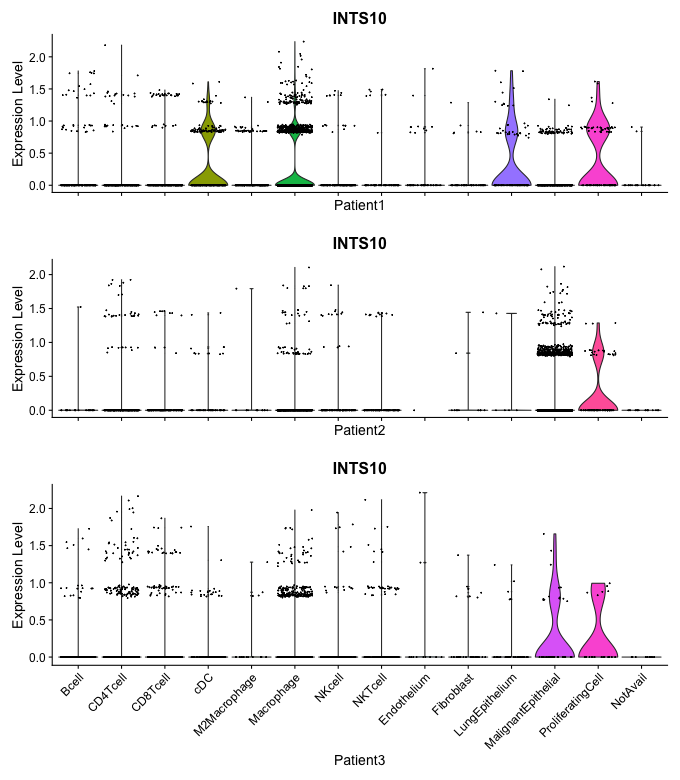 INTS10
Expression Level
2.0
1.5
1.0
0.5
0.0
Patient1
INTS10
Expression Level
2.0
1.5
1.0
0.5
0.0
Patient2
INTS10
Expression Level
2.0
1.5
1.0
0.5
0.0
Bcell
CD4Tcell
CD8Tcell
cDC
M2Macrophage
Macrophage
NKcell
NKTcell
Endothelium
Fibroblast
LungEpithelium
MalignantEpithelial
ProliferatingCell
NotAvail
Patient3